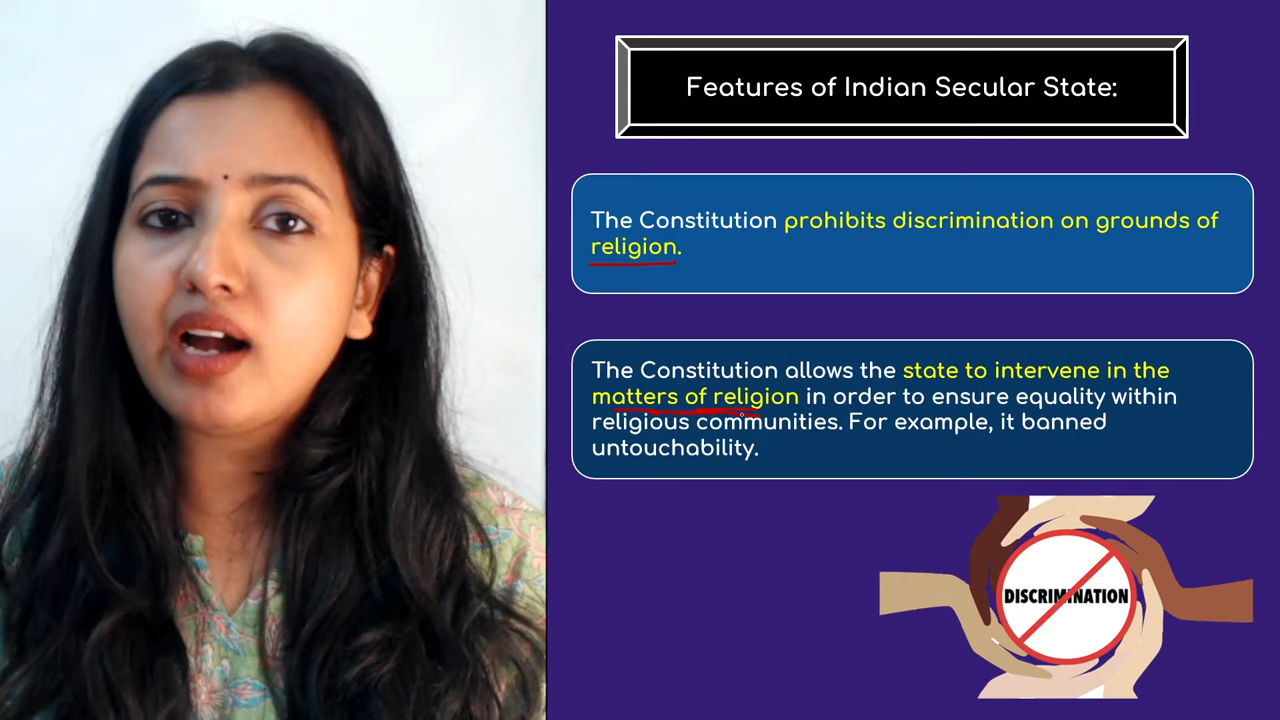 Features of Indian Secular State:
The Constitution prohibits discrimination on grounds of
religion.
The Constitution allows the state to intervene in the
matters of religion in order to ensure equality within
religious communities. For example, it banned
untouchability.
DISCRIMINATION